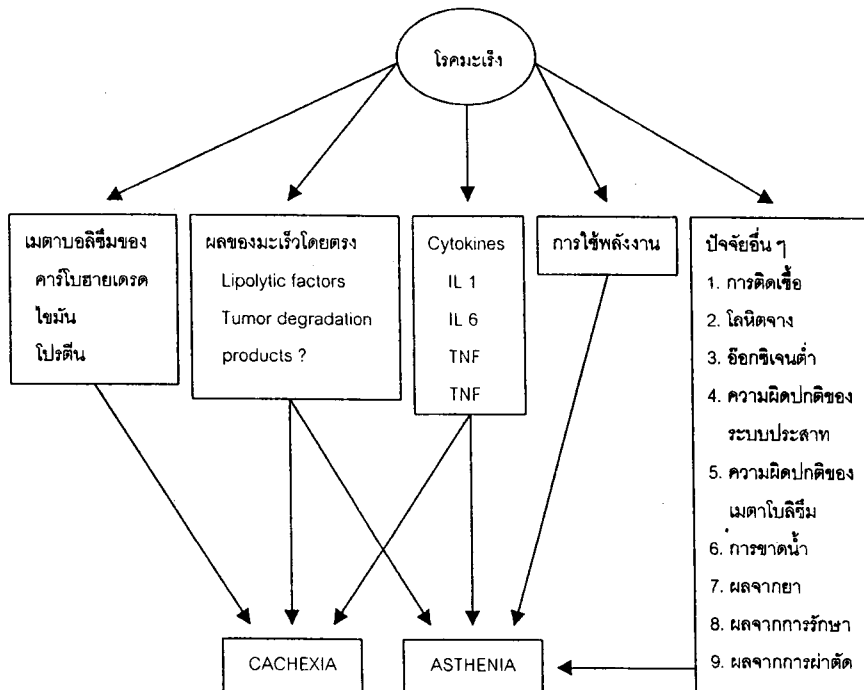 โรคมะเร็ง
เมตาบอลิซึ่มของ
คาร์โบฮายเดรด
ไขมัน
โปรตีน
ผลของมะเร็วโดยตรง
Lipolytic factors
Tumor degradation
products ?
Cytokines
IL 1
IL 6
TNF
TNF
การใช้พลังงาน
ปัจจัยอื่น ๆ
1. การติดเชื้อ
2. โลหิตจาง
3. อ๊อกซิเจนต่ำ
4. ความผิดปกติของ
ระบบประสาท
5. ความผิดปกติของ
เมตาโบลิซึ่ม
6. การขาดน้ำ
7. ผลจากยา
8. ผลจากการรักษา
9. ผลจากการผ่าตัด
CACHEXIA
ASTHENIA